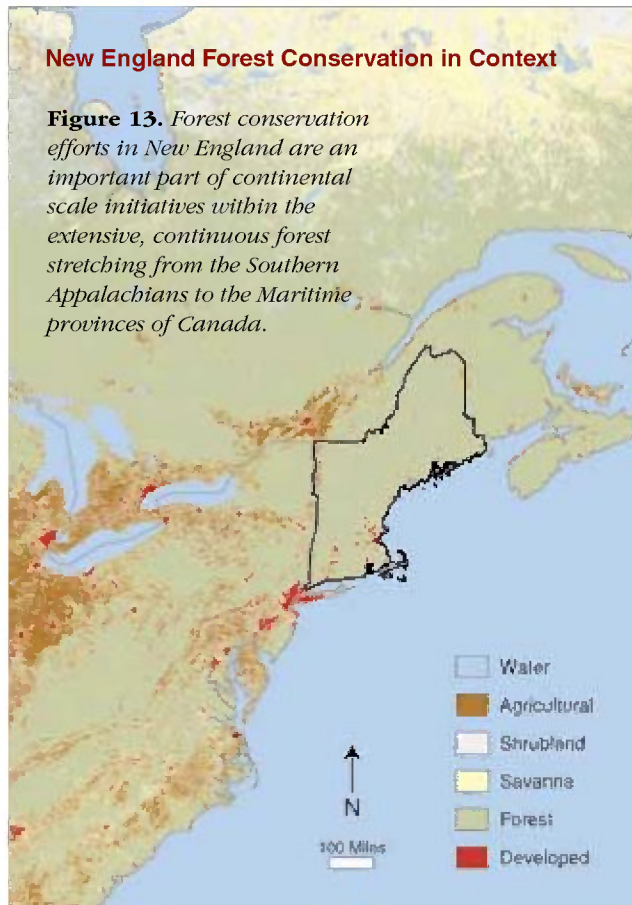 New England Forest Conservation in Context
Figure 13. Forest conservation
efforts in New England are an
important part of continental
scale initiatives within the
extensive, continuous forest
stretching from the Southern
Appalachians to the Maritime
provinces of Canada.
Water
Agricultural
Shrubland
Savanna
Forest
Developed
N
100 Miles